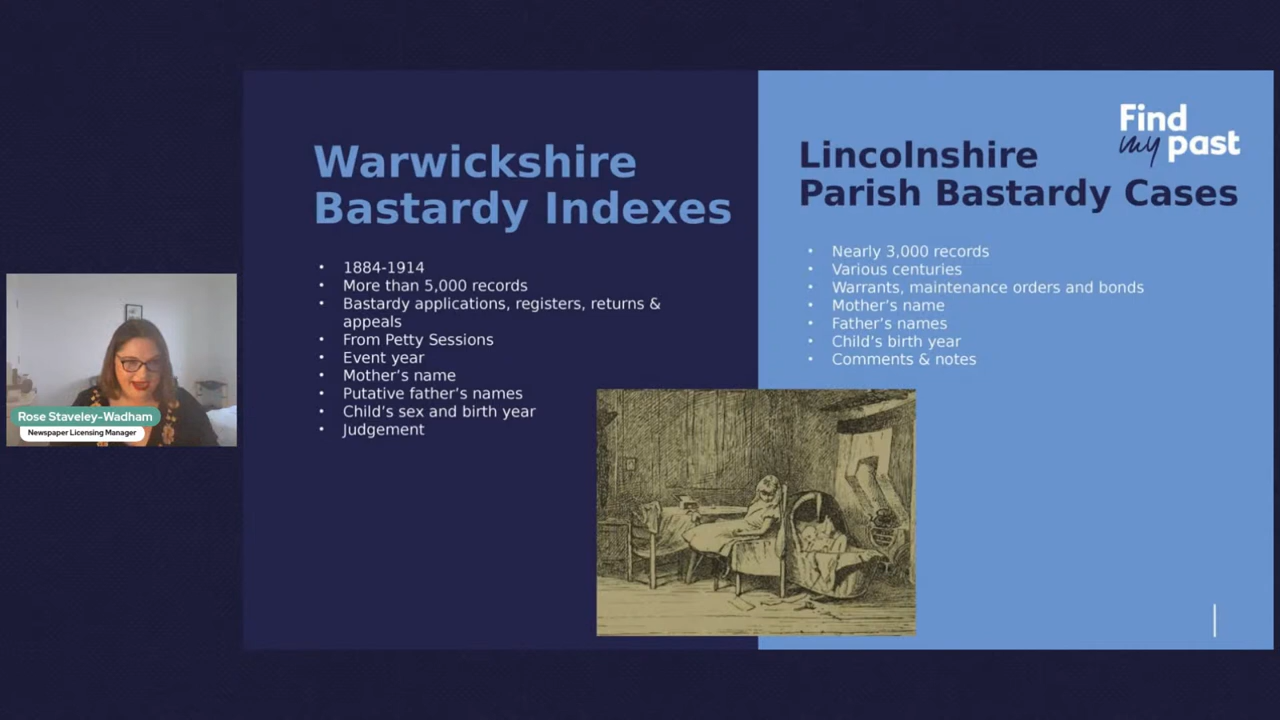 Warwickshire
Bastardy Indexes
• 1884-1914
• More than 5,000 records
• Bastardy applications, registers, returns &
appeals
• From Petty Sessions
• Event year
• Mother’s name
• Putative father’s names
• Child’s sex and birth year
• Judgement
Find
my past
Lincolnshire
Parish Bastardy Cases
• Nearly 3,000 records
• Various centuries
• Warrants, maintenance orders and bonds
• Mother’s name
• Father’s names
• Child’s birth year
• Comments & notes
Rose Staveley-Wadham
Newspaper Licensing Manager